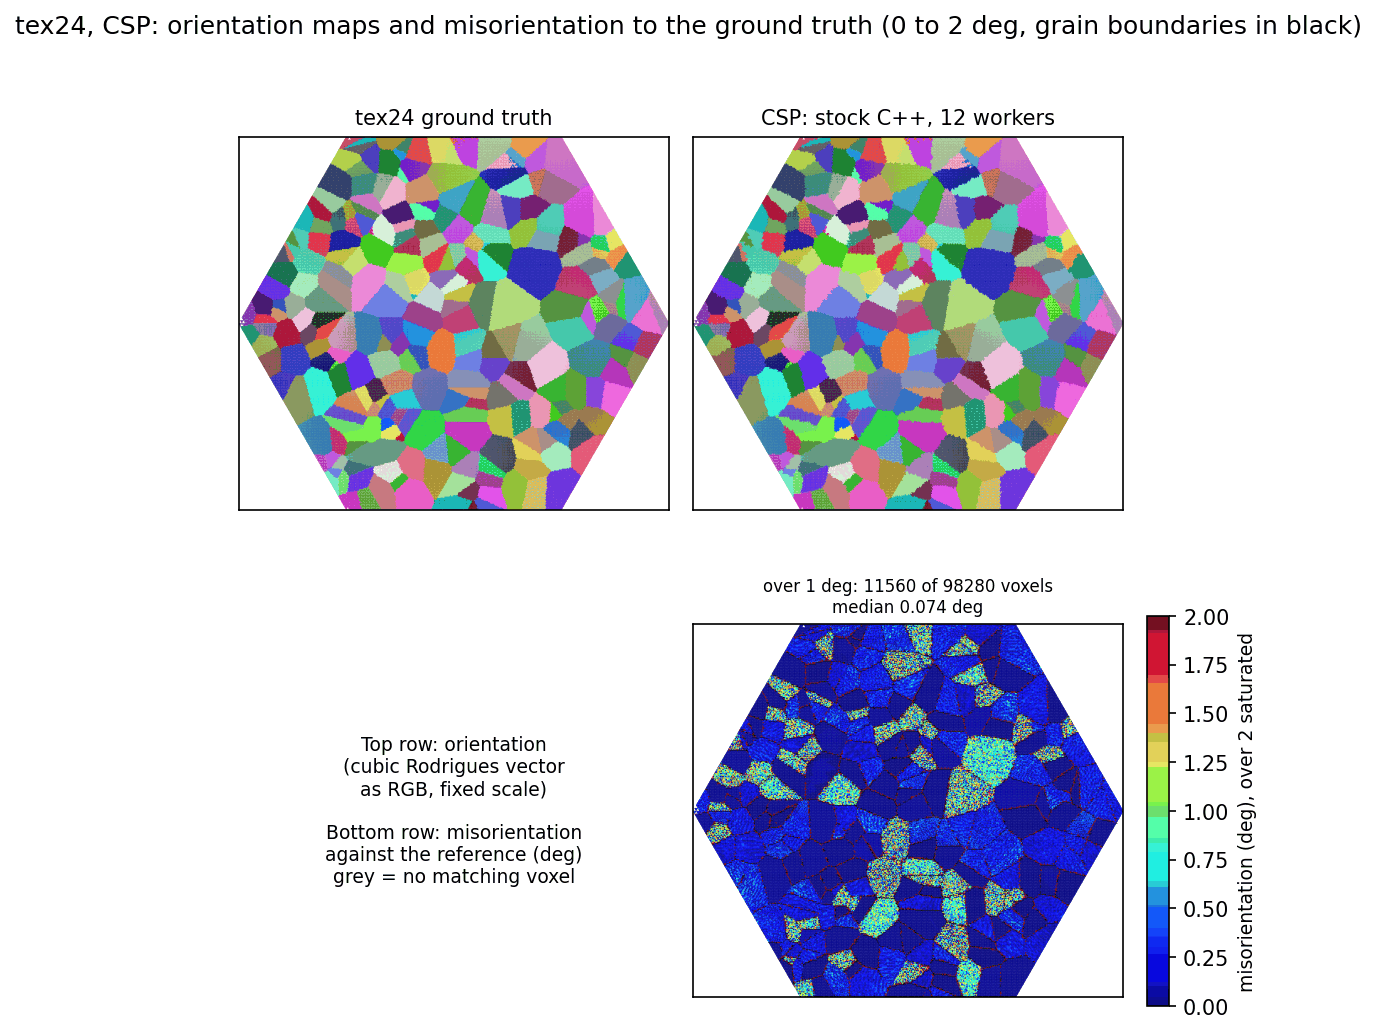 tex24, CSP: orientation maps and misorientation to the ground truth (0 to 2 deg, grain boundaries in black)
tex24 ground truth
CSP: stock C++, 12 workers
over 1 deg: 11560 of 98280 voxels
median 0.074 deg
Top row: orientation
(cubic Rodrigues vector
as RGB, fixed scale)
Bottom row: misorientation
against the reference (deg)
grey = no matching voxel
2.00
1.75
1.50
1.25
1.00
0.75
0.50
0.25
0.00
misorientation (deg), over 2 saturated